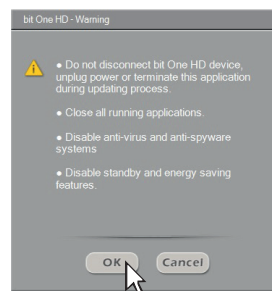 bit One HD - Warning
● Do not disconnect bit One HD device,
unplug power or terminate this application
during updating process.
● Close all running applications.
● Disable anti-virus and anti-spyware
systems
● Disable standby and energy saving
features.
OK Cancel